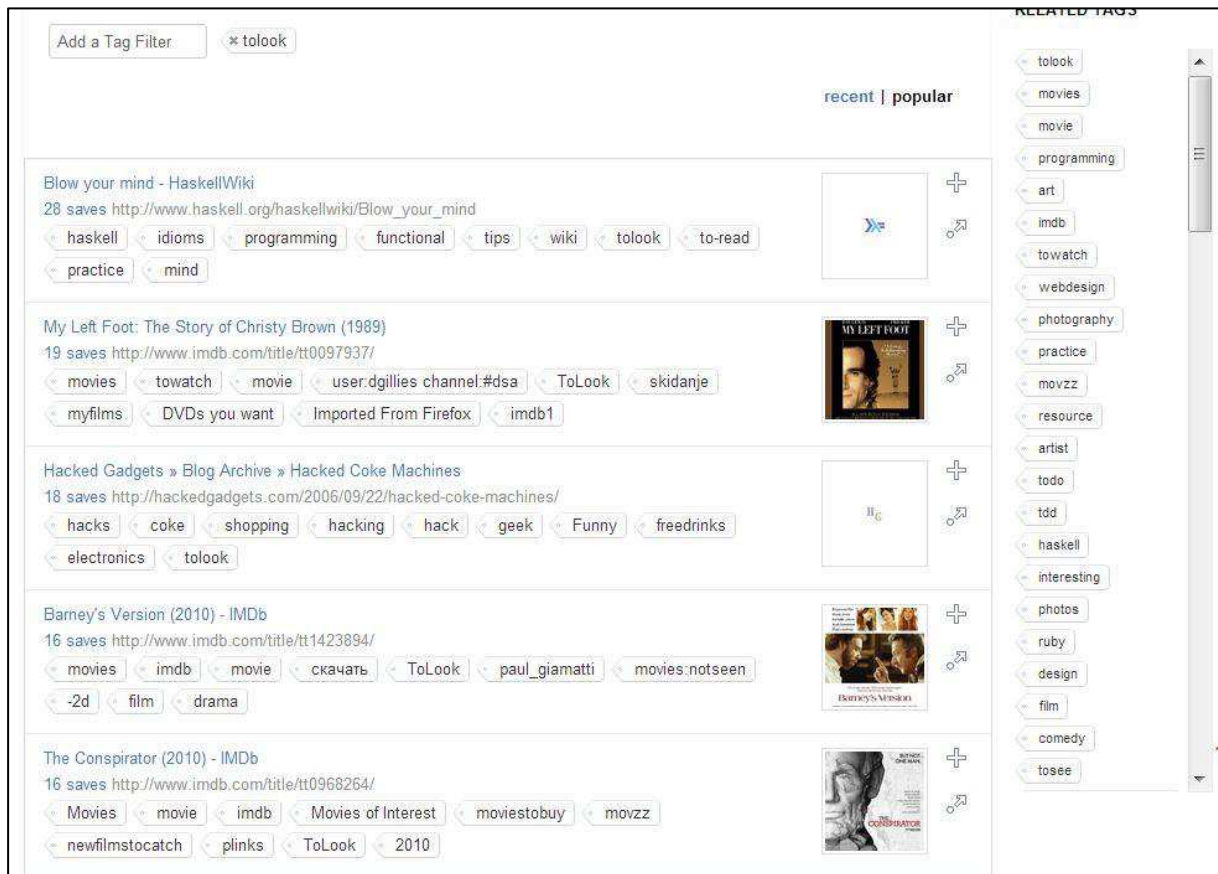 RELATED TAGS
Add a Tag Filter
× tolook
recent | popular
Blow your mind - HaskellWiki
28 saves http://www.haskell.org/haskellwiki/Blow_your_mind
haskell idioms programming functional tips wiki tolook to-read
practice mind
My Left Foot: The Story of Christy Brown (1989)
19 saves http://www.imdb.com/title/tt0097937/
movies towatch movie user:dgillies channel:#dsa ToLook skidanje
myfilms DVDs you want Imported From Firefox imdb1
MY LEFT FOOT
Hacked Gadgets » Blog Archive » Hacked Coke Machines
18 saves http://hackedgadgets.com/2006/09/22/hacked-coke-machines/
hacks coke shopping hacking hack geek Funny freedrinks
electronics tolook
HG
Barney's Version (2010) - IMDb
16 saves http://www.imdb.com/title/tt1423894/
movies imdb movie скачать ToLook paul_giamatti movies:notseen
-2d film drama
Barney's Version
The Conspirator (2010) - IMDb
16 saves http://www.imdb.com/title/tt0968264/
Movies movie imdb Movies of Interest moviestobuy movzz
newfilmstocatch plinks ToLook 2010
BUT NOT
ONE MAN.
THE
CONSPIRATOR
tolook
movies
movie
programming
art
imdb
towatch
webdesign
photography
practice
movzz
resource
artist
todo
tdd
haskell
interesting
photos
ruby
design
film
comedy
tosee